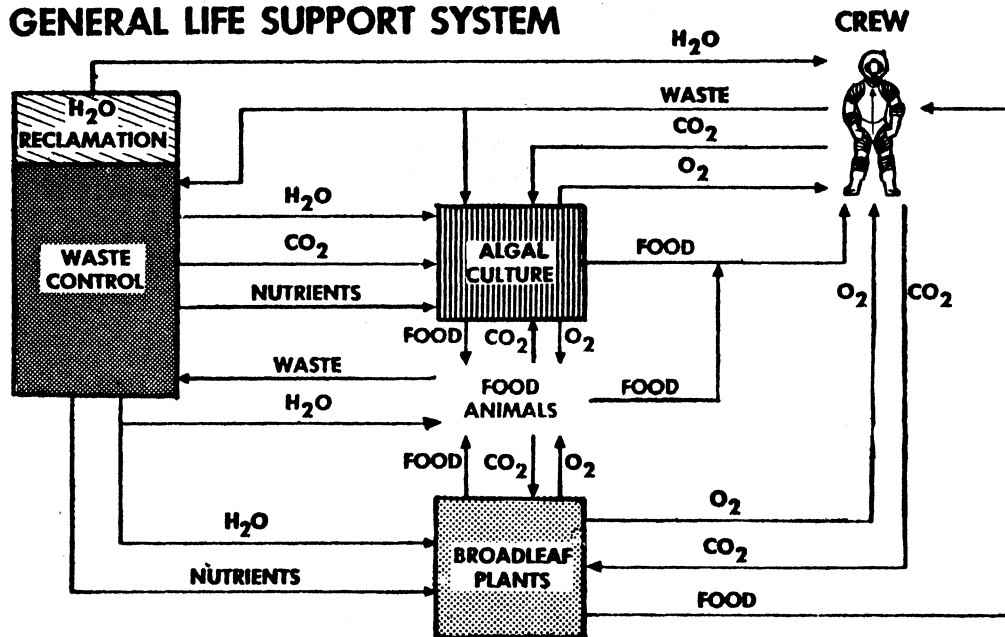 GENERAL LIFE SUPPORT SYSTEM
CREW
H2O
H2O
RECLAMATION
WASTE
CO2
O2
H2O
WASTE
CONTROL
CO2
ALGAL
CULTURE
FOOD
NUTRIENTS
O2
CO2
FOOD
CO2
O2
WASTE
FOOD
ANIMALS
FOOD
H2O
FOOD
CO2
O2
O2
H2O
CO2
BROADLEAF
PLANTS
NUTRIENTS
FOOD